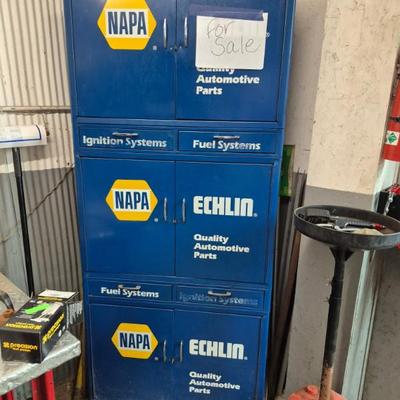 NAPA
For
Sale
Quality
Automotive
Parts
Ignition Systems
Fuel Systems
NAPA
ECHLIN
Quality
Automotive
Parts
Fuel Systems
Ignition Systems
NAPA
ECHLIN
Quality
Automotive
Parts
precision